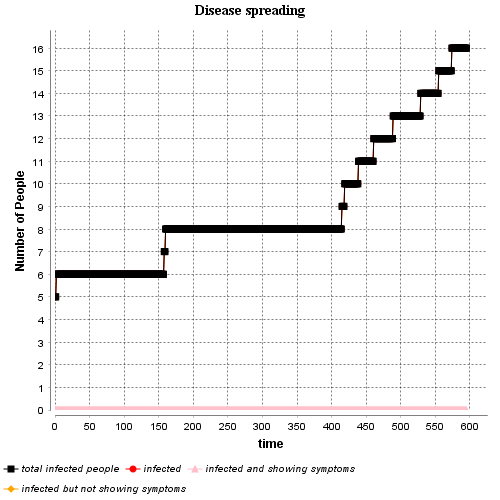 Disease spreading
16
15
14
13
12
11
10
9
8
7
6
5
4
3
2
1
0
Number of People
0 50 100 150 200 250 300 350 400 450 500 550 600
time
total infected people infected infected and showing symptoms
infected but not showing symptoms